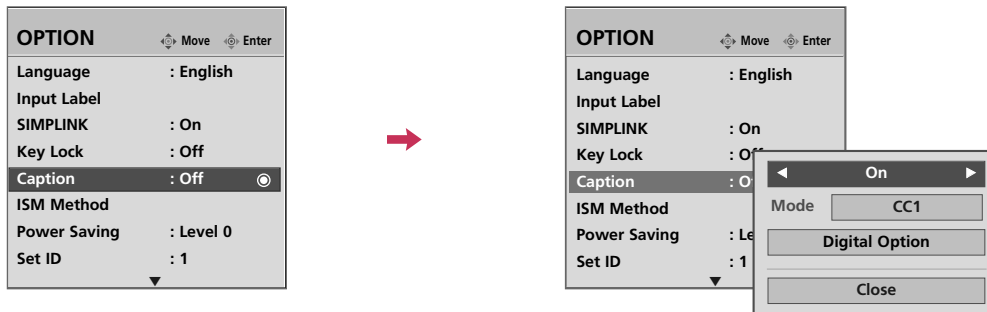 OPTION Move Enter
Language : English
Input Label
SIMPLINK : On
Key Lock : Off
Caption : Off
ISM Method
Power Saving : Level 0
Set ID : 1
OPTION Move Enter
Language : English
Input Label
SIMPLINK : On
Key Lock
Caption
ISM Method
Power Saving
Set ID : 1
On
Mode CC1
Digital Option
Close